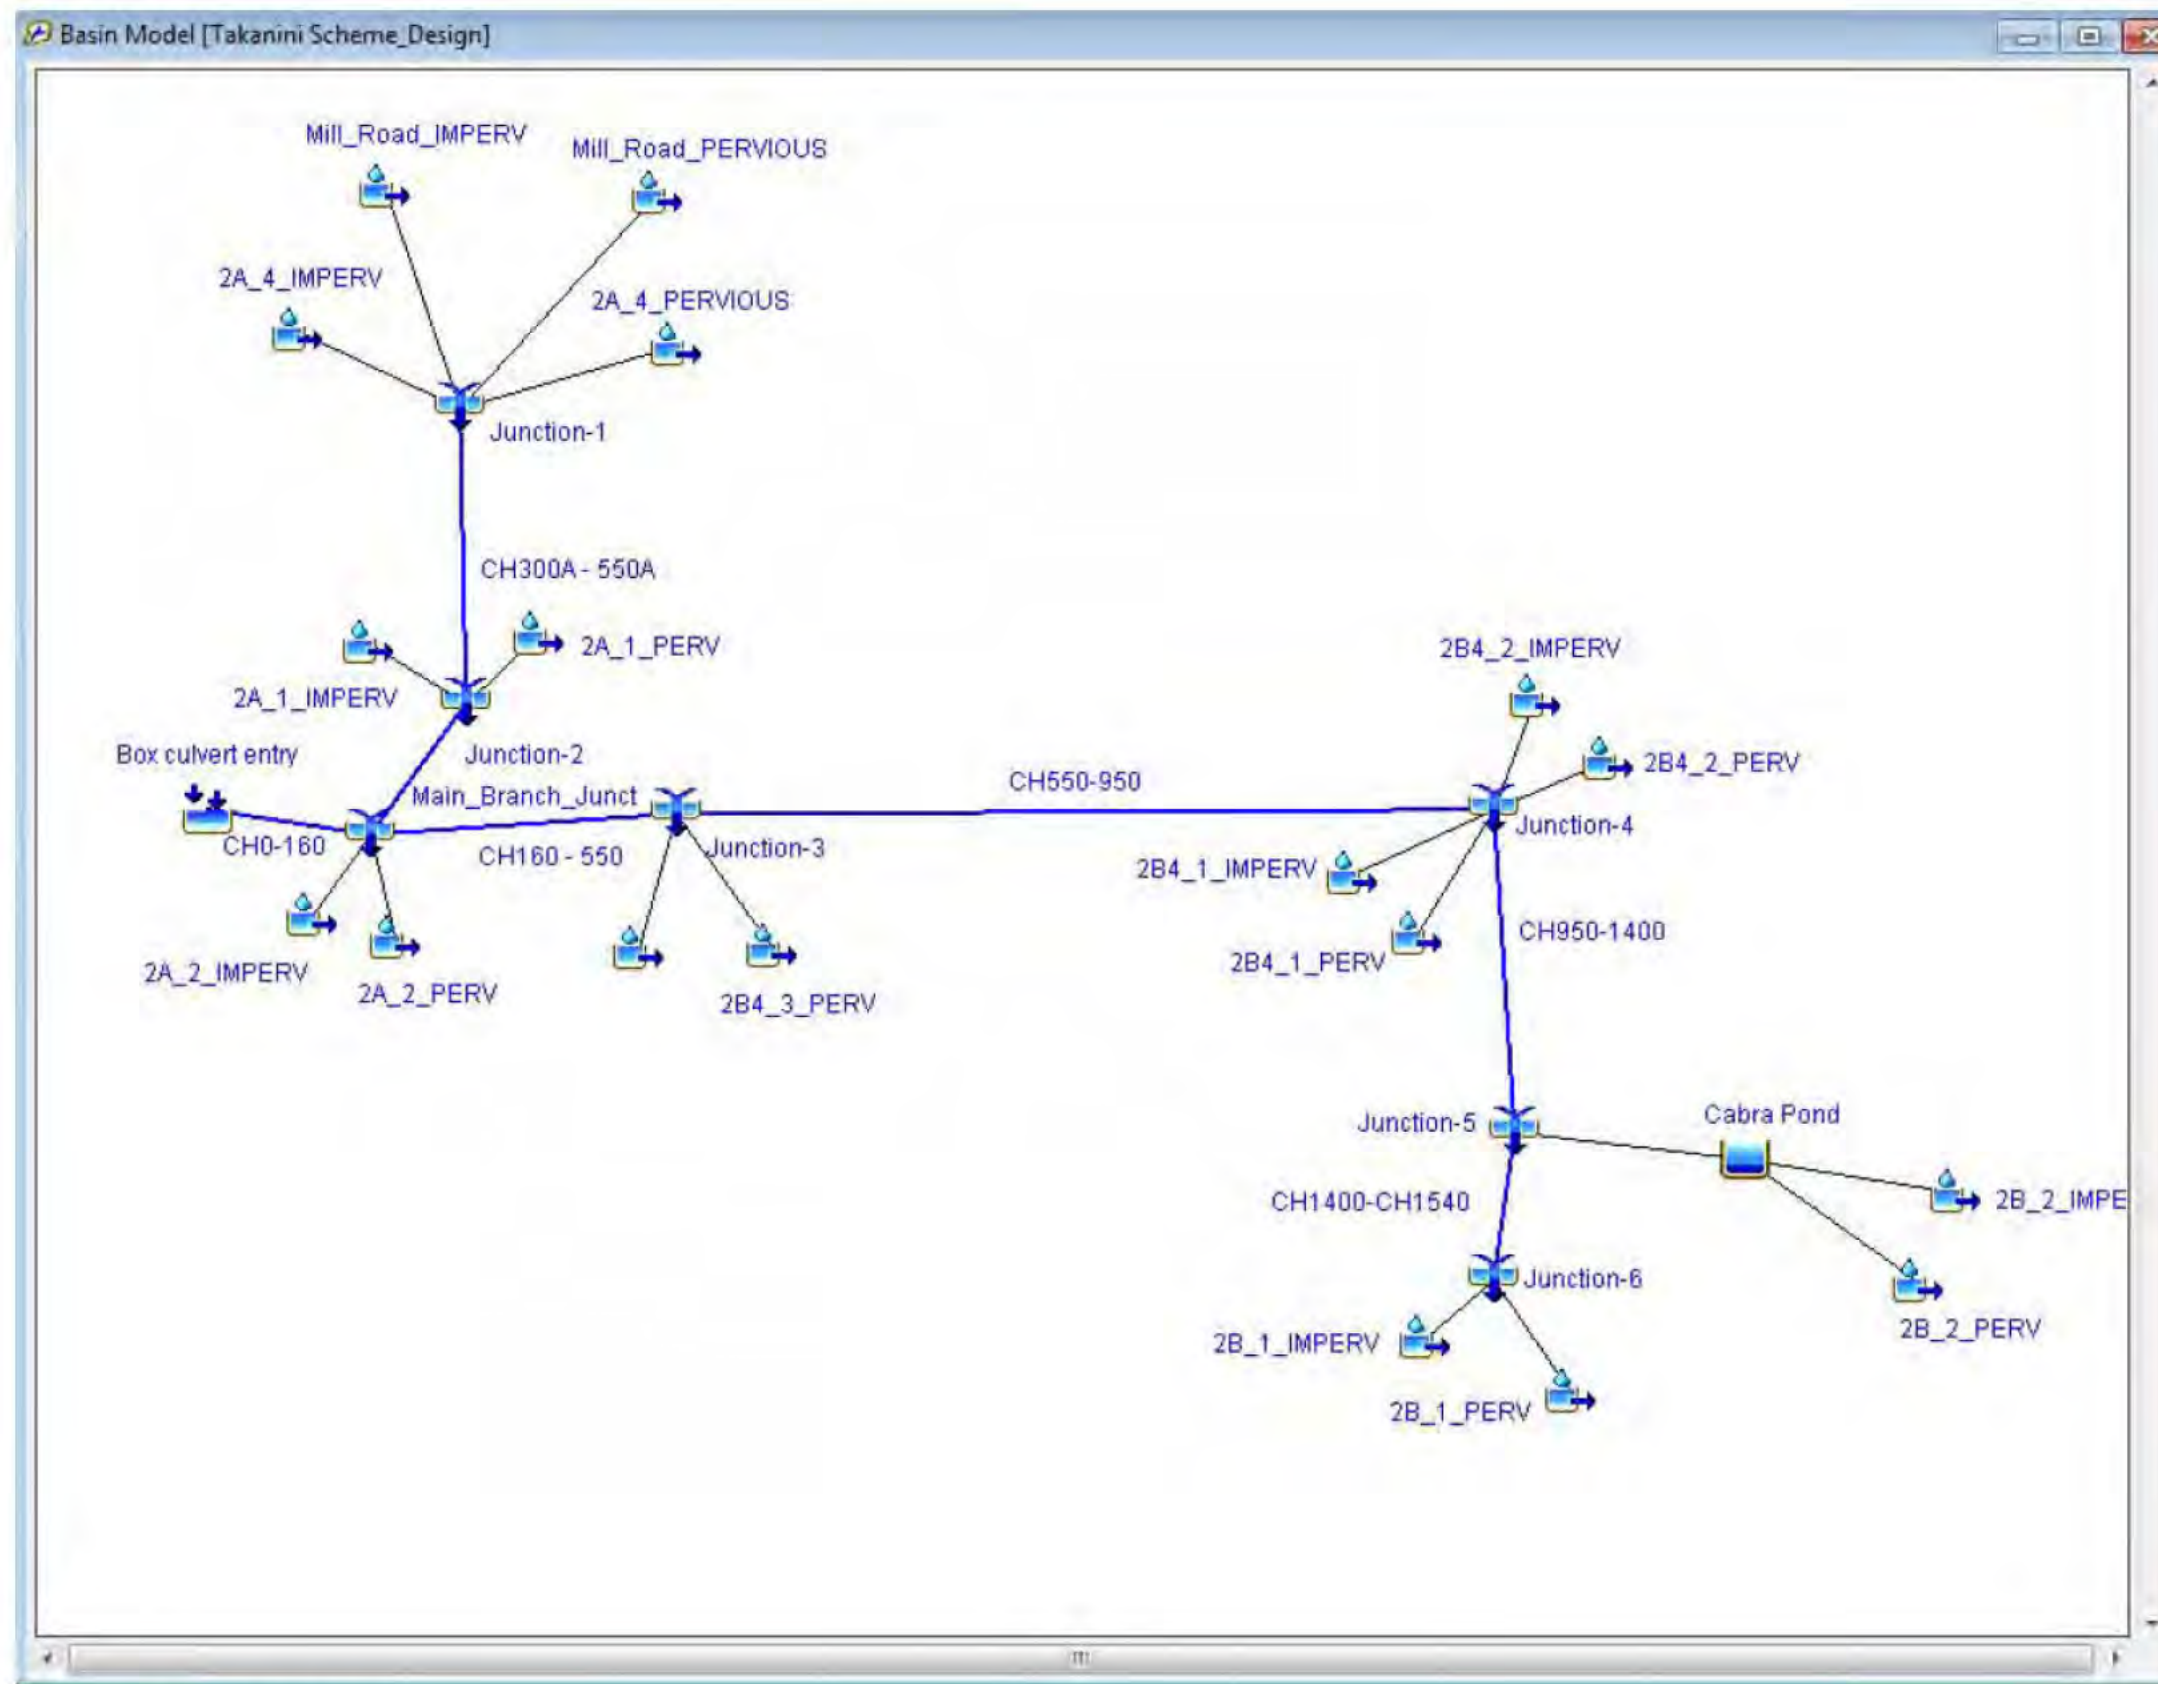 Basin Model [Takanini Scheme_Design]
Mill_Road_IMPERV
Mill_Road_PERVIOUS
2A_4_IMPERV
2A_4_PERVIOUS
Junction-1
CH300A - 550A
2A_1_PERV
2A_1_IMPERV
Junction-2
Box culvert entry
Main_Branch_Junct
CH0-160
CH160 - 550
Junction-3
CH550-950
2B4_2_IMPERV
2B4_2_PERV
Junction-4
2B4_1_IMPERV
2B4_1_PERV
CH950-1400
2A_2_IMPERV
2A_2_PERV
2B4_3_PERV
Junction-5
Cabra Pond
CH1400-CH1540
2B_2_IMPE
Junction-6
2B_2_PERV
2B_1_IMPERV
2B_1_PERV